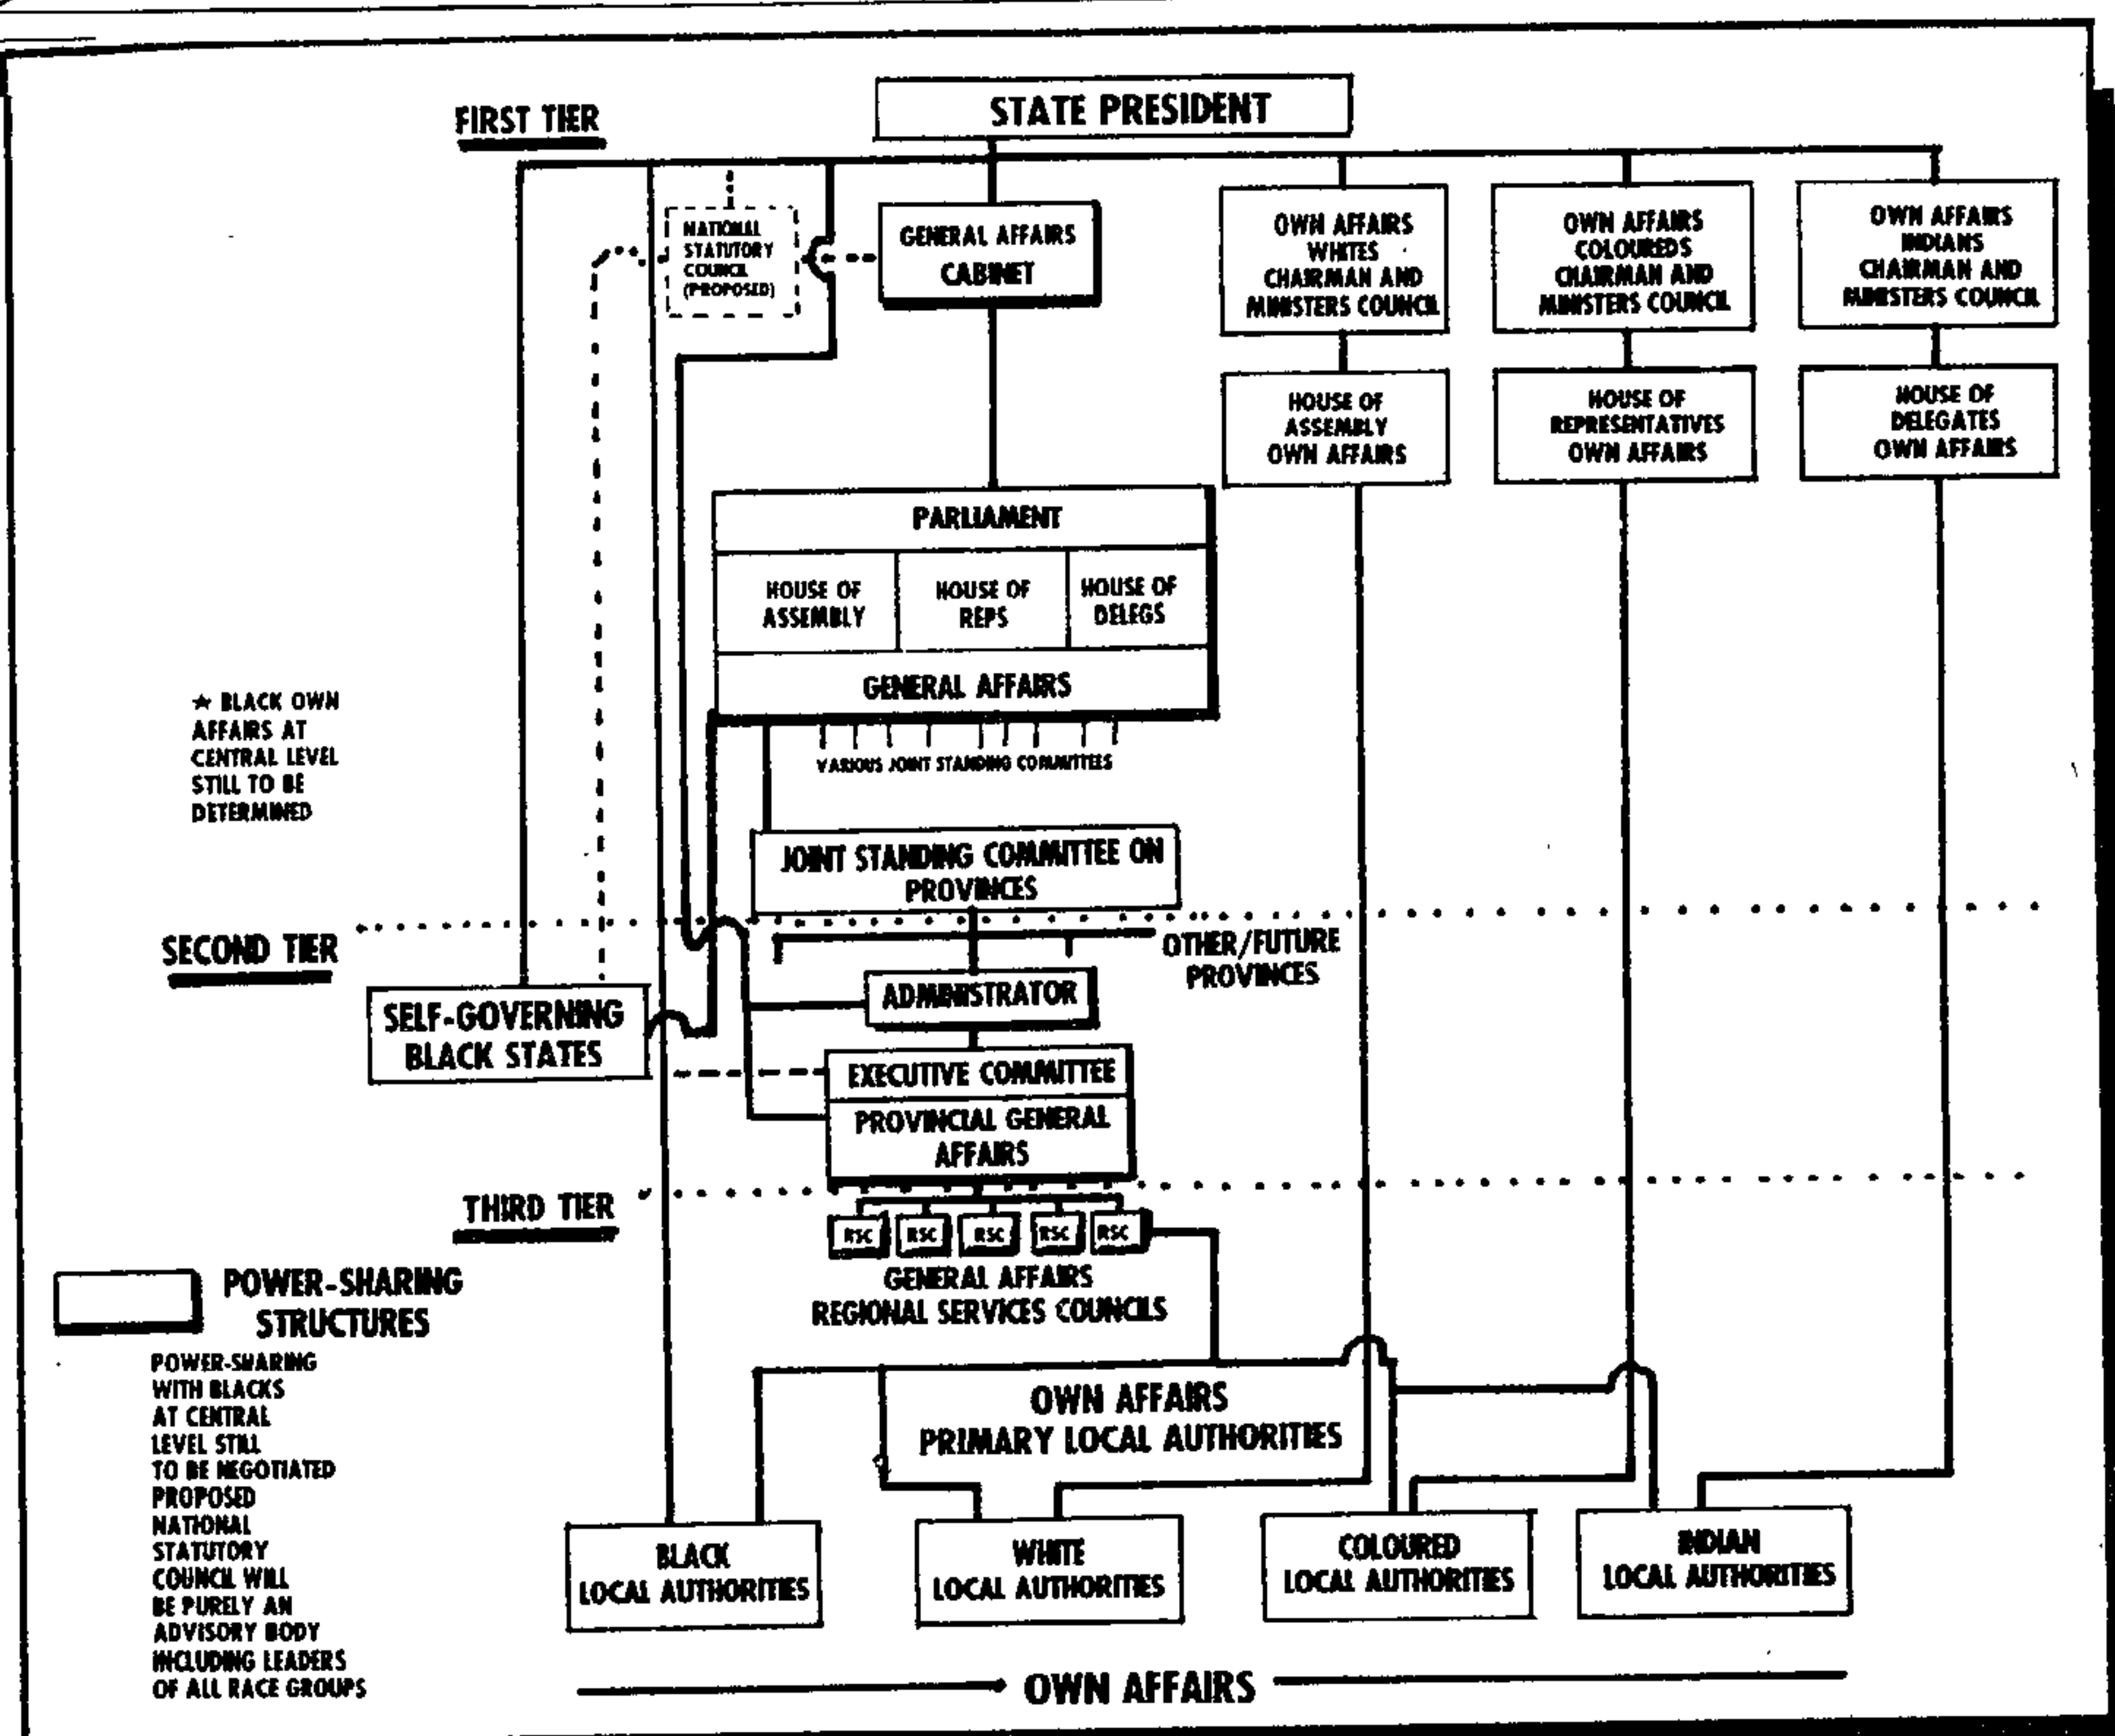 STATE PRESIDENT
FIRST TIER
NATIONAL
STATUTORY
COUNCIL
(PROPOSED)
GENERAL AFFAIRS
CABINET
OWN AFFAIRS
WHITES
CHAIRMAN AND
MINISTERS COUNCIL
OWN AFFAIRS
COLOUREDS
CHAIRMAN AND
MINISTERS COUNCIL
OWN AFFAIRS
INDIANS
CHAIRMAN AND
MINISTERS COUNCIL
HOUSE OF
ASSEMBLY
OWN AFFAIRS
HOUSE OF
REPRESENTATIVES
OWN AFFAIRS
HOUSE OF
DELEGATES
OWN AFFAIRS
PARLIAMENT
HOUSE OF
ASSEMBLY
HOUSE OF
REPS
HOUSE OF
DELEGS
GENERAL AFFAIRS
VARIOUS JOINT STANDING COMMITTEES
★ BLACK OWN
AFFAIRS AT
CENTRAL LEVEL
STILL TO BE
DETERMINED
JOINT STANDING COMMITTEE ON
PROVINCES
SECOND TIER
OTHER/FUTURE
PROVINCES
ADMINISTRATOR
SELF-GOVERNING
BLACK STATES
EXECUTIVE COMMITTEE
PROVINCIAL GENERAL
AFFAIRS
THIRD TIER
RSC RSC RSC RSC RSC
GENERAL AFFAIRS
REGIONAL SERVICES COUNCILS
POWER-SHARING
STRUCTURES
POWER-SHARING
WITH BLACKS
AT CENTRAL
LEVEL STILL
TO BE NEGOTIATED
PROPOSED
NATIONAL
STATUTORY
COUNCIL WILL
BE PURELY AN
ADVISORY BODY
INCLUDING LEADERS
OF ALL RACE GROUPS
OWN AFFAIRS
PRIMARY LOCAL AUTHORITIES
BLACK
LOCAL AUTHORITIES
WHITE
LOCAL AUTHORITIES
COLOURED
LOCAL AUTHORITIES
INDIAN
LOCAL AUTHORITIES
OWN AFFAIRS